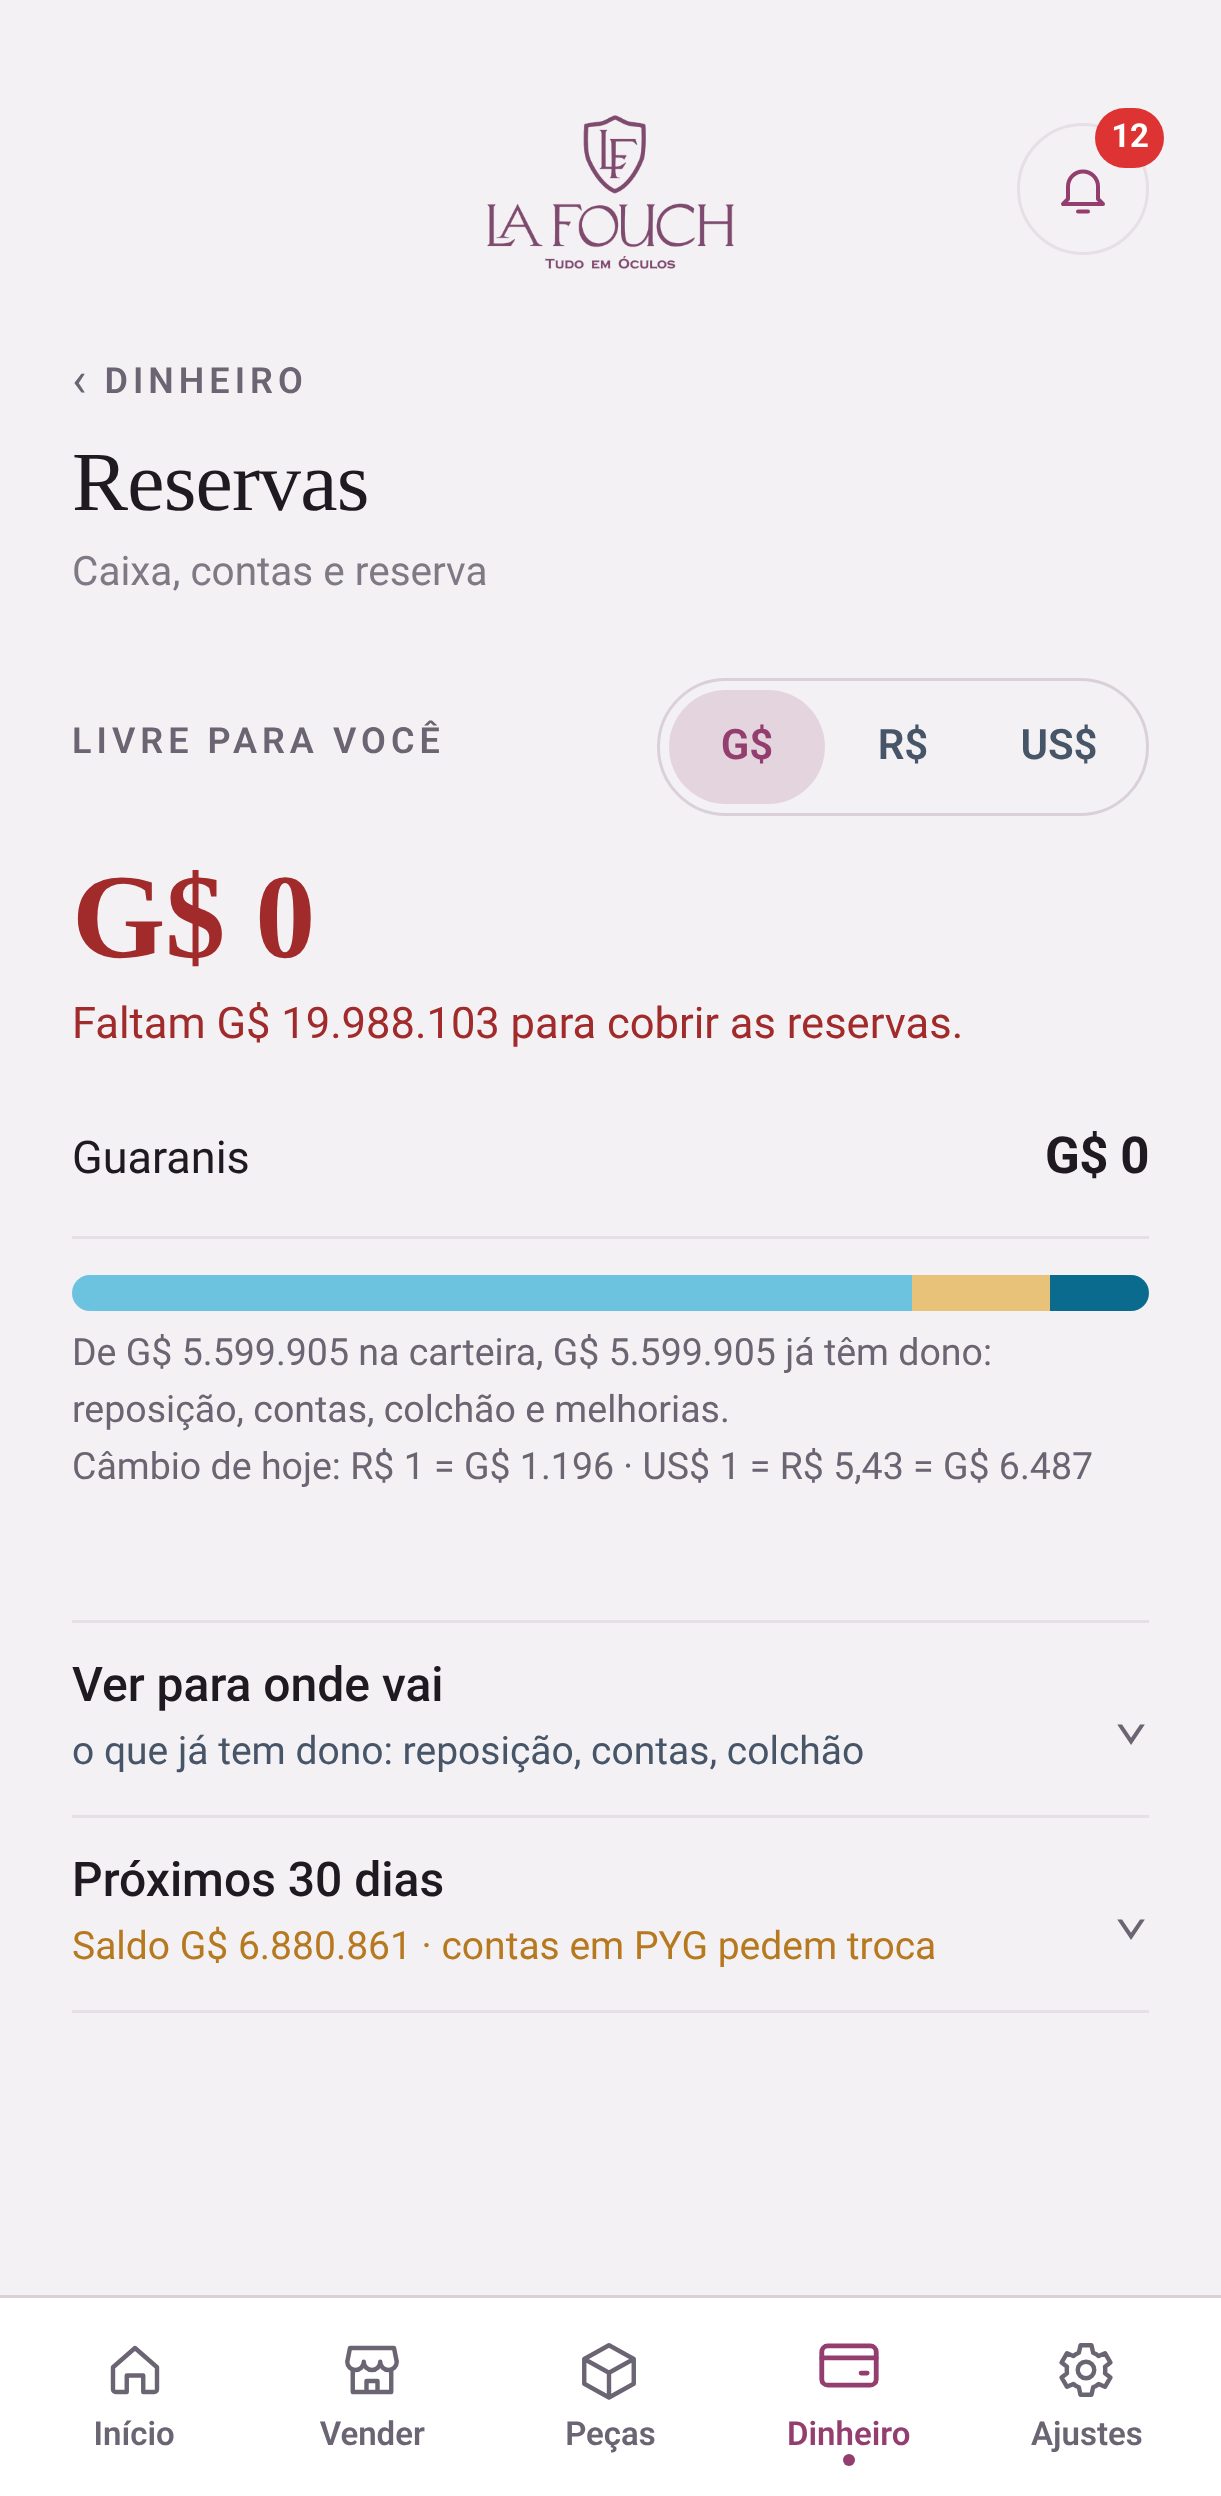 LF
LA FOUCH
TUDO EM ÓCULOS
12
‹ DINHEIRO
Reservas
Caixa, contas e reserva
LIVRE PARA VOCÊ
G$ R$ US$
G$ 0
Faltam G$ 19.988.103 para cobrir as reservas.
Guaranis G$ 0
De G$ 5.599.905 na carteira, G$ 5.599.905 já têm dono:
reposição, contas, colchão e melhorias.
Câmbio de hoje: R$ 1 = G$ 1.196 · US$ 1 = R$ 5,43 = G$ 6.487
Ver para onde vai
o que já tem dono: reposição, contas, colchão
Próximos 30 dias
Saldo G$ 6.880.861 · contas em PYG pedem troca
Início Vender Peças Dinheiro Ajustes